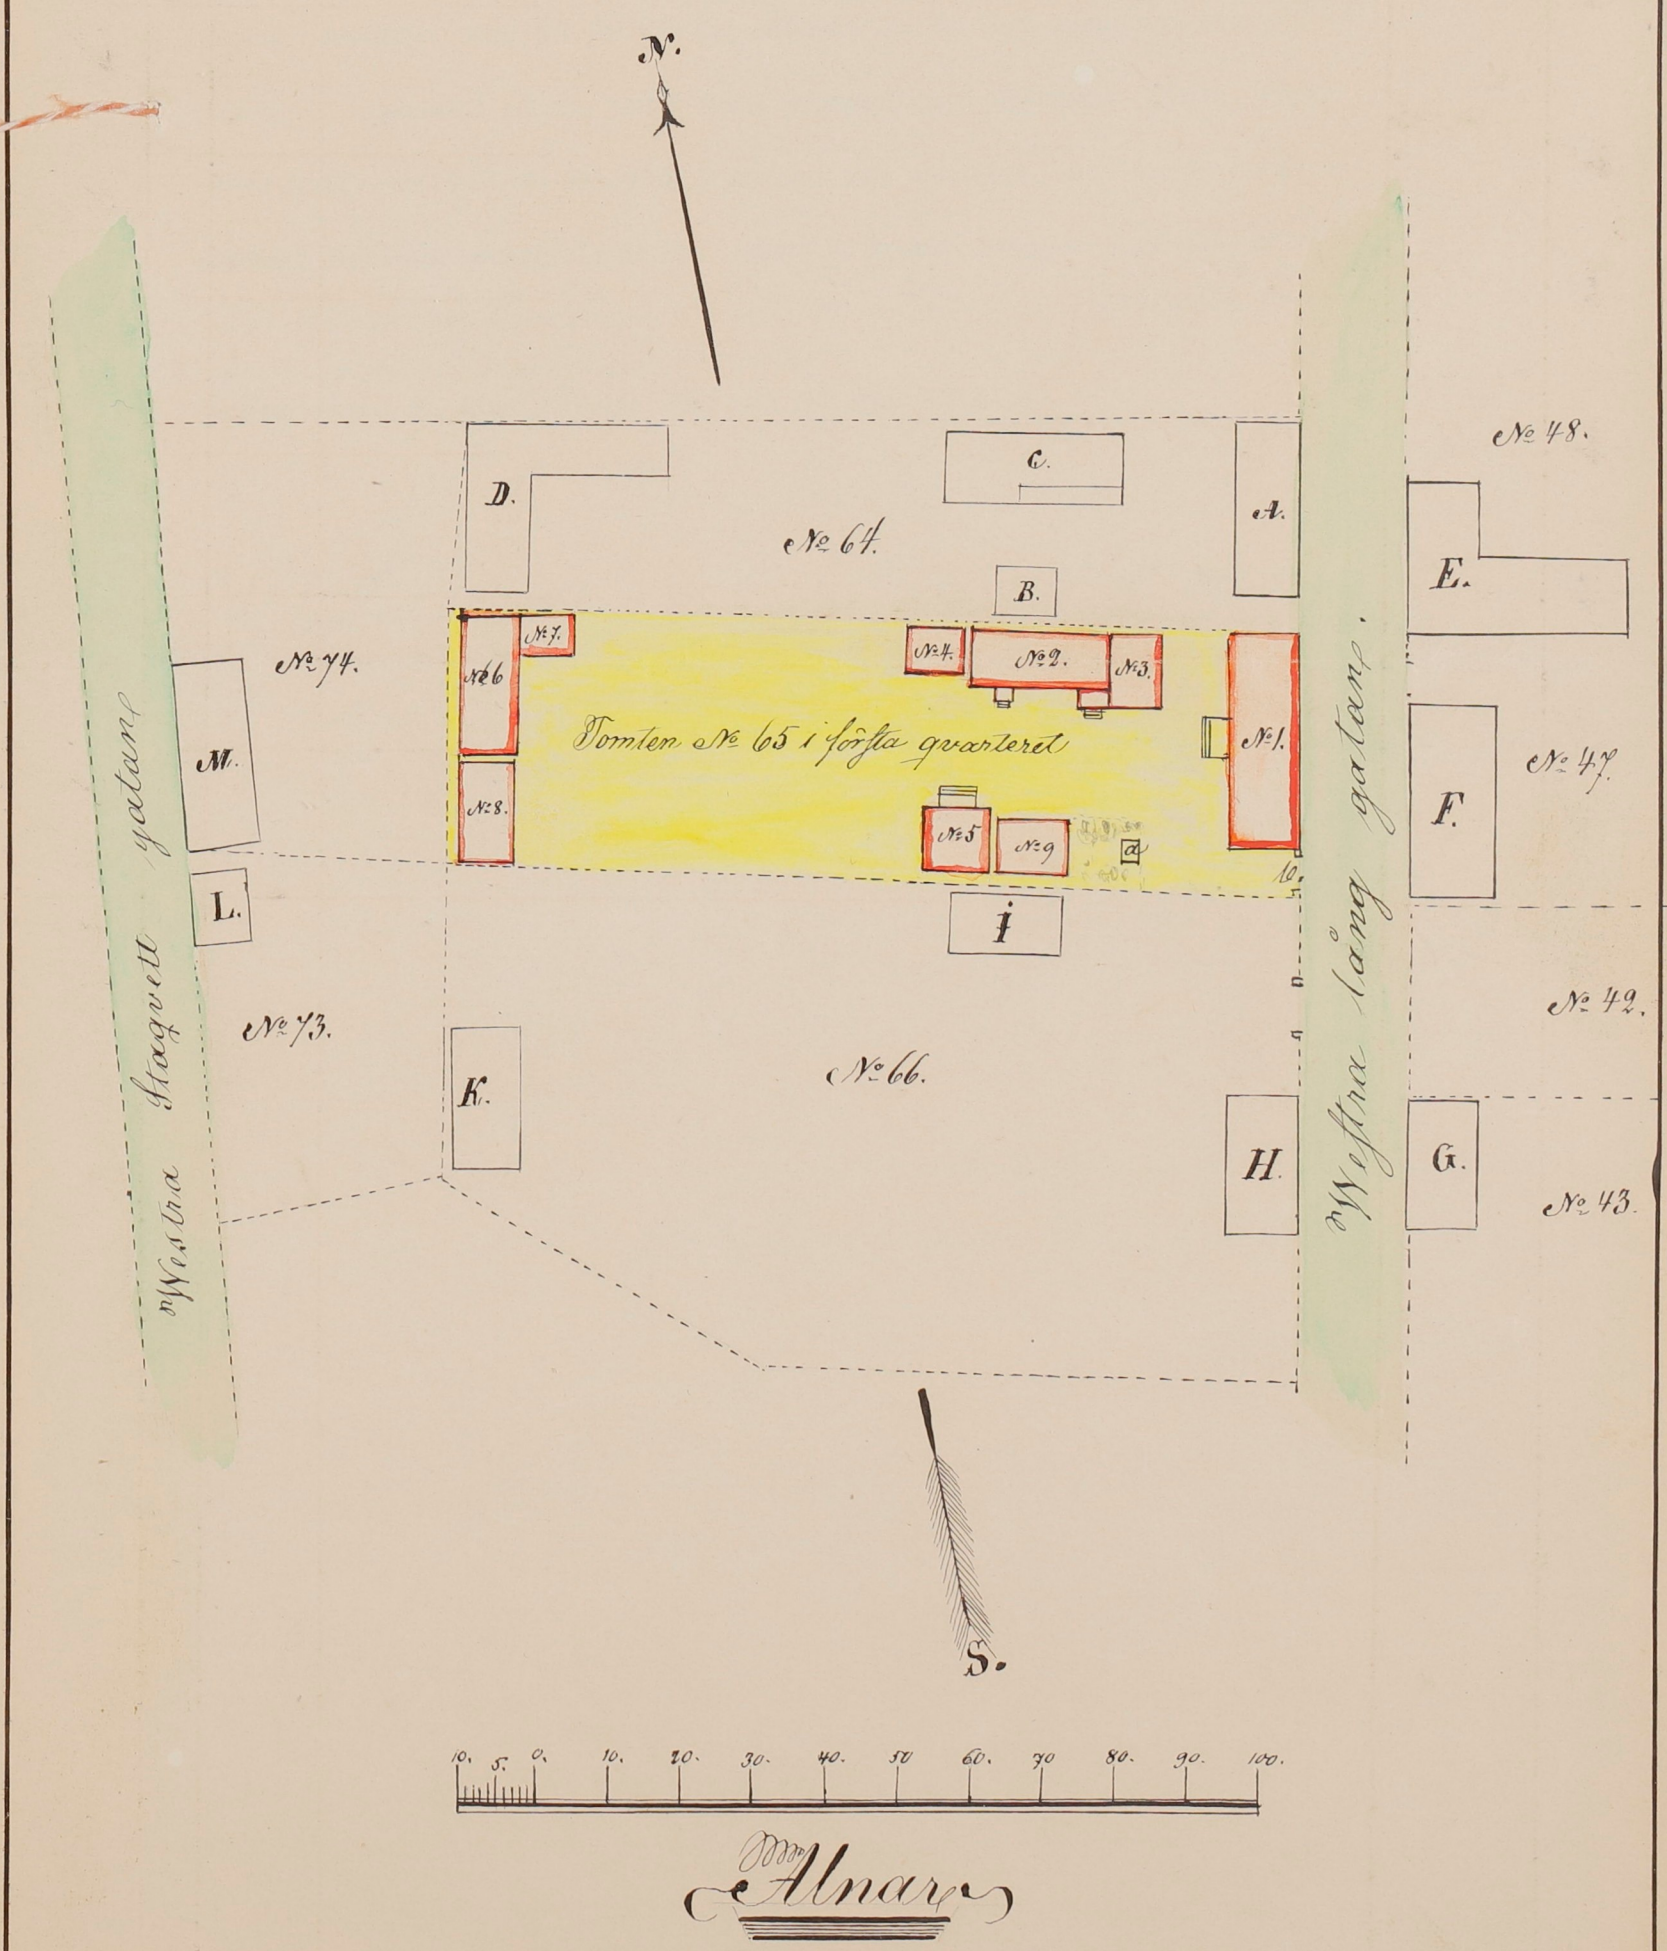 N.
No 48.
C.
D.
A.
No 64.
E.
B.
No 7.
No 4.
No 2.
No 3.
No 74.
No 6
Tomten No 65 i första qvarteret
No 1.
M.
No 47.
No 8.
F.
No 5
No 9
a
b.
L.
i
No 42.
No 73.
No 66.
K.
H.
G.
No 43.
Westra Stagvett gatan
Westra lång gatan.
S.
10. 5. 0. 10. 20. 30. 40. 50 60. 70 80. 90. 100.
Alnar